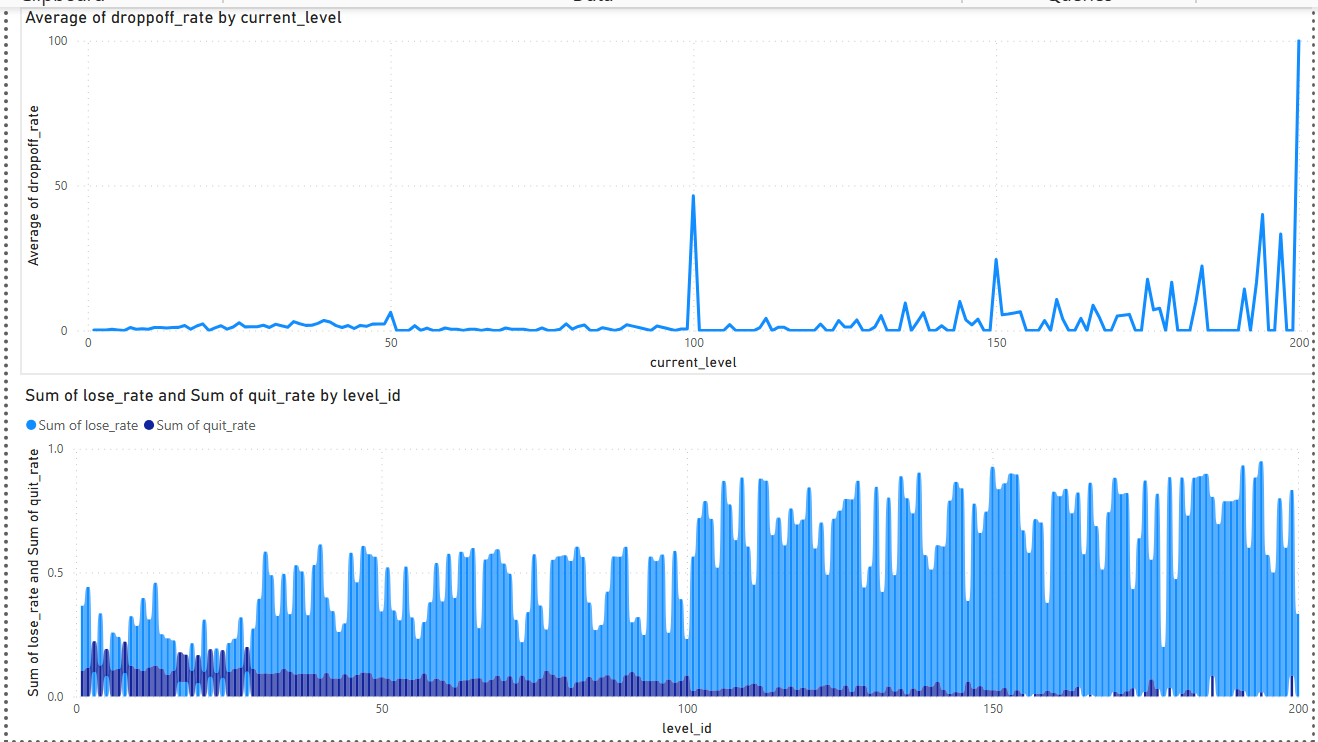 Clipboard Data Queries
Average of droppoff_rate by current_level
100
50
0
Average of droppoff_rate
0 50 100 150 200
current_level
Sum of lose_rate and Sum of quit_rate by level_id
Sum of lose_rate Sum of quit_rate
1.0
0.5
0.0
Sum of lose_rate and Sum of quit_rate
0 50 100 150 200
level_id